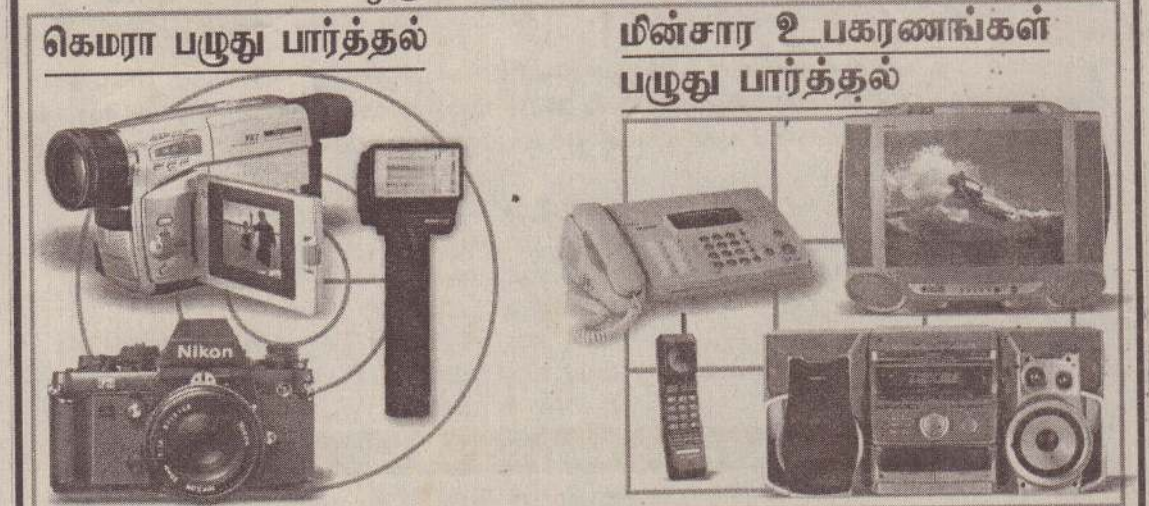 கெமரா பழுது பார்த்தல்
மின்சார உபகரணங்கள்
பழுது பார்த்தல்
Nikon